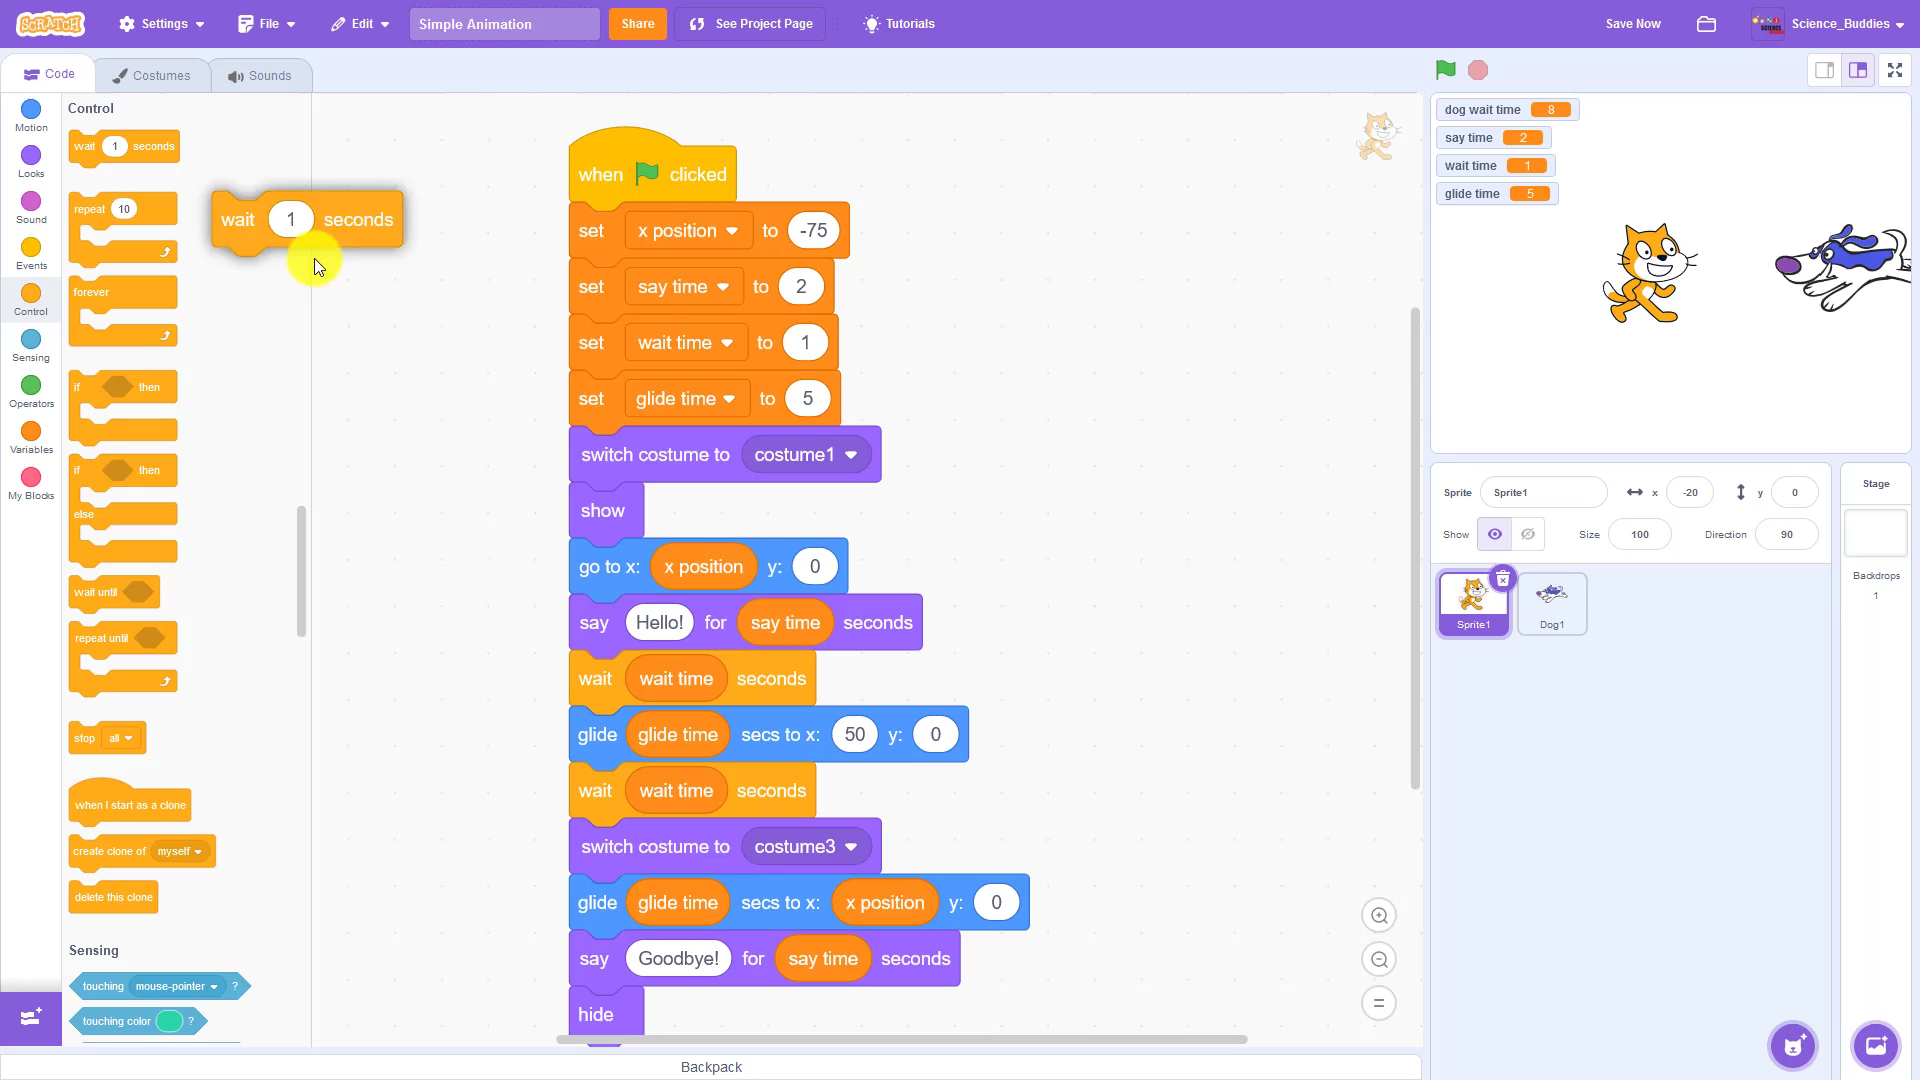 SCRATCH Settings File Edit Simple Animation Share See Project Page Tutorials Save Now Science_Buddies
Code Costumes Sounds
Motion
Looks
Sound
Events
Control
Sensing
Operators
Variables
My Blocks
Control
wait 1 seconds
repeat 10
forever
if then
if then
else
wait until
repeat until
stop all
when I start as a clone
create clone of myself
delete this clone
Sensing
touching mouse-pointer ?
touching color ?
wait 1 seconds
when clicked
set x position to -75
set say time to 2
set wait time to 1
set glide time to 5
switch costume to costume1
show
go to x: x position y: 0
say Hello! for say time seconds
wait wait time seconds
glide glide time secs to x: 50 y: 0
wait wait time seconds
switch costume to costume3
glide glide time secs to x: x position y: 0
say Goodbye! for say time seconds
hide
Backpack
dog wait time 8
say time 2
wait time 1
glide time 5
Sprite Sprite1 x -20 y 0
Show Size 100 Direction 90
Sprite1 Dog1
Stage
Backdrops
1